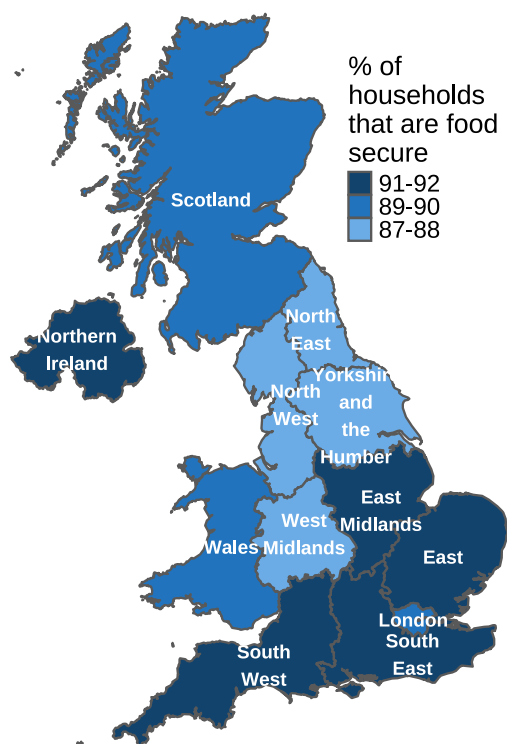 % of
households
that are food
secure
91-92
89-90
87-88
Scotland
Northern
Ireland
North
East
Yorkshir
and
the
Humber
North
West
East
Midlands
West
Midlands
Wales
East
London
South
East
South
West